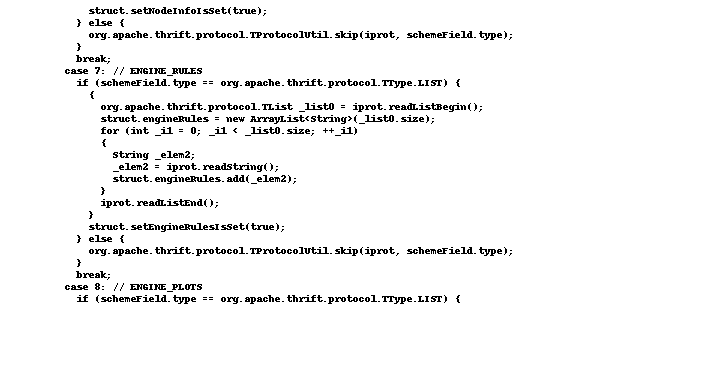 struct.setNodeInfoIsSet(true);
} else {
org.apache.thrift.protocol.TProtocolUtil.skip(iprot, schemeField.type);
}
break;
case 7: // ENGINE_RULES
if (schemeField.type == org.apache.thrift.protocol.TType.LIST) {
{
org.apache.thrift.protocol.TList _list0 = iprot.readListBegin();
struct.engineRules = new ArrayList<String>(_list0.size);
for (int _i1 = 0; _i1 < _list0.size; ++_i1)
{
String _elem2;
_elem2 = iprot.readString();
struct.engineRules.add(_elem2);
}
iprot.readListEnd();
}
struct.setEngineRulesIsSet(true);
} else {
org.apache.thrift.protocol.TProtocolUtil.skip(iprot, schemeField.type);
}
break;
case 8: // ENGINE_PLOTS
if (schemeField.type == org.apache.thrift.protocol.TType.LIST) {